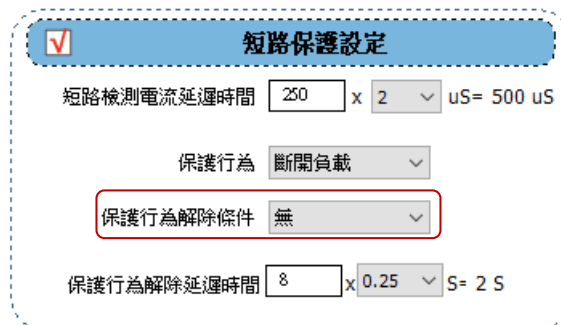 短路保護設定
短路檢測電流延遲時間 250 x 2 uS= 500 uS
保護行為 斷開負載
保護行為解除條件 無
保護行為解除延遲時間 8 x 0.25 S= 2 S